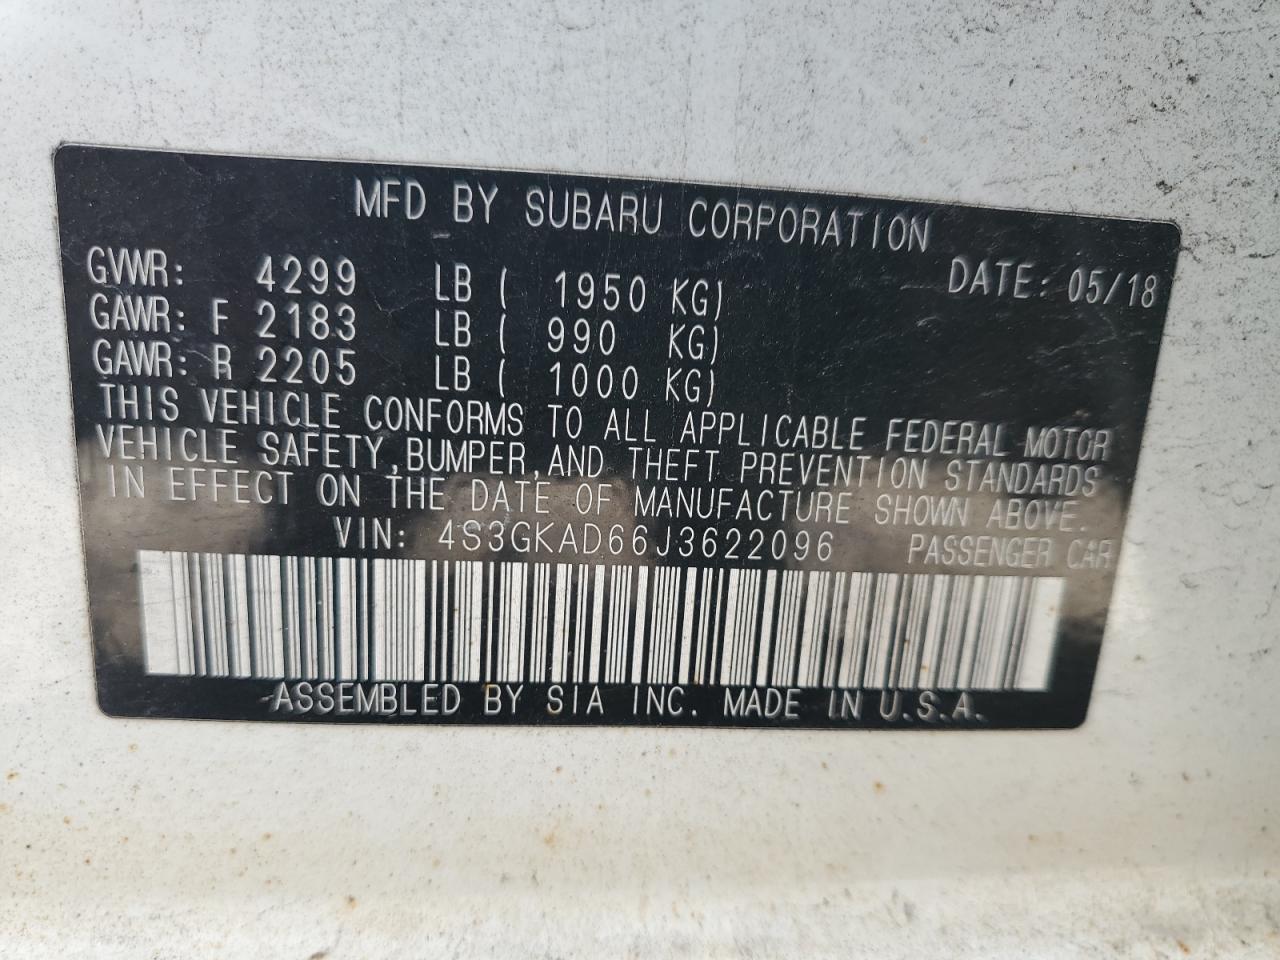 MFD BY SUBARU CORPORATION
GVWR: 4299 LB ( 1950 KG) DATE: 05/18
GAWR: F 2183 LB ( 990 KG)
GAWR: R 2205 LB ( 1000 KG)
THIS VEHICLE CONFORMS TO ALL APPLICABLE FEDERAL MOTOR
VEHICLE SAFETY, BUMPER, AND THEFT PREVENTION STANDARDS
IN EFFECT ON THE DATE OF MANUFACTURE SHOWN ABOVE.
VIN: 4S3GKAD66J3622096 PASSENGER CAR
ASSEMBLED BY SIA INC. MADE IN U.S.A.